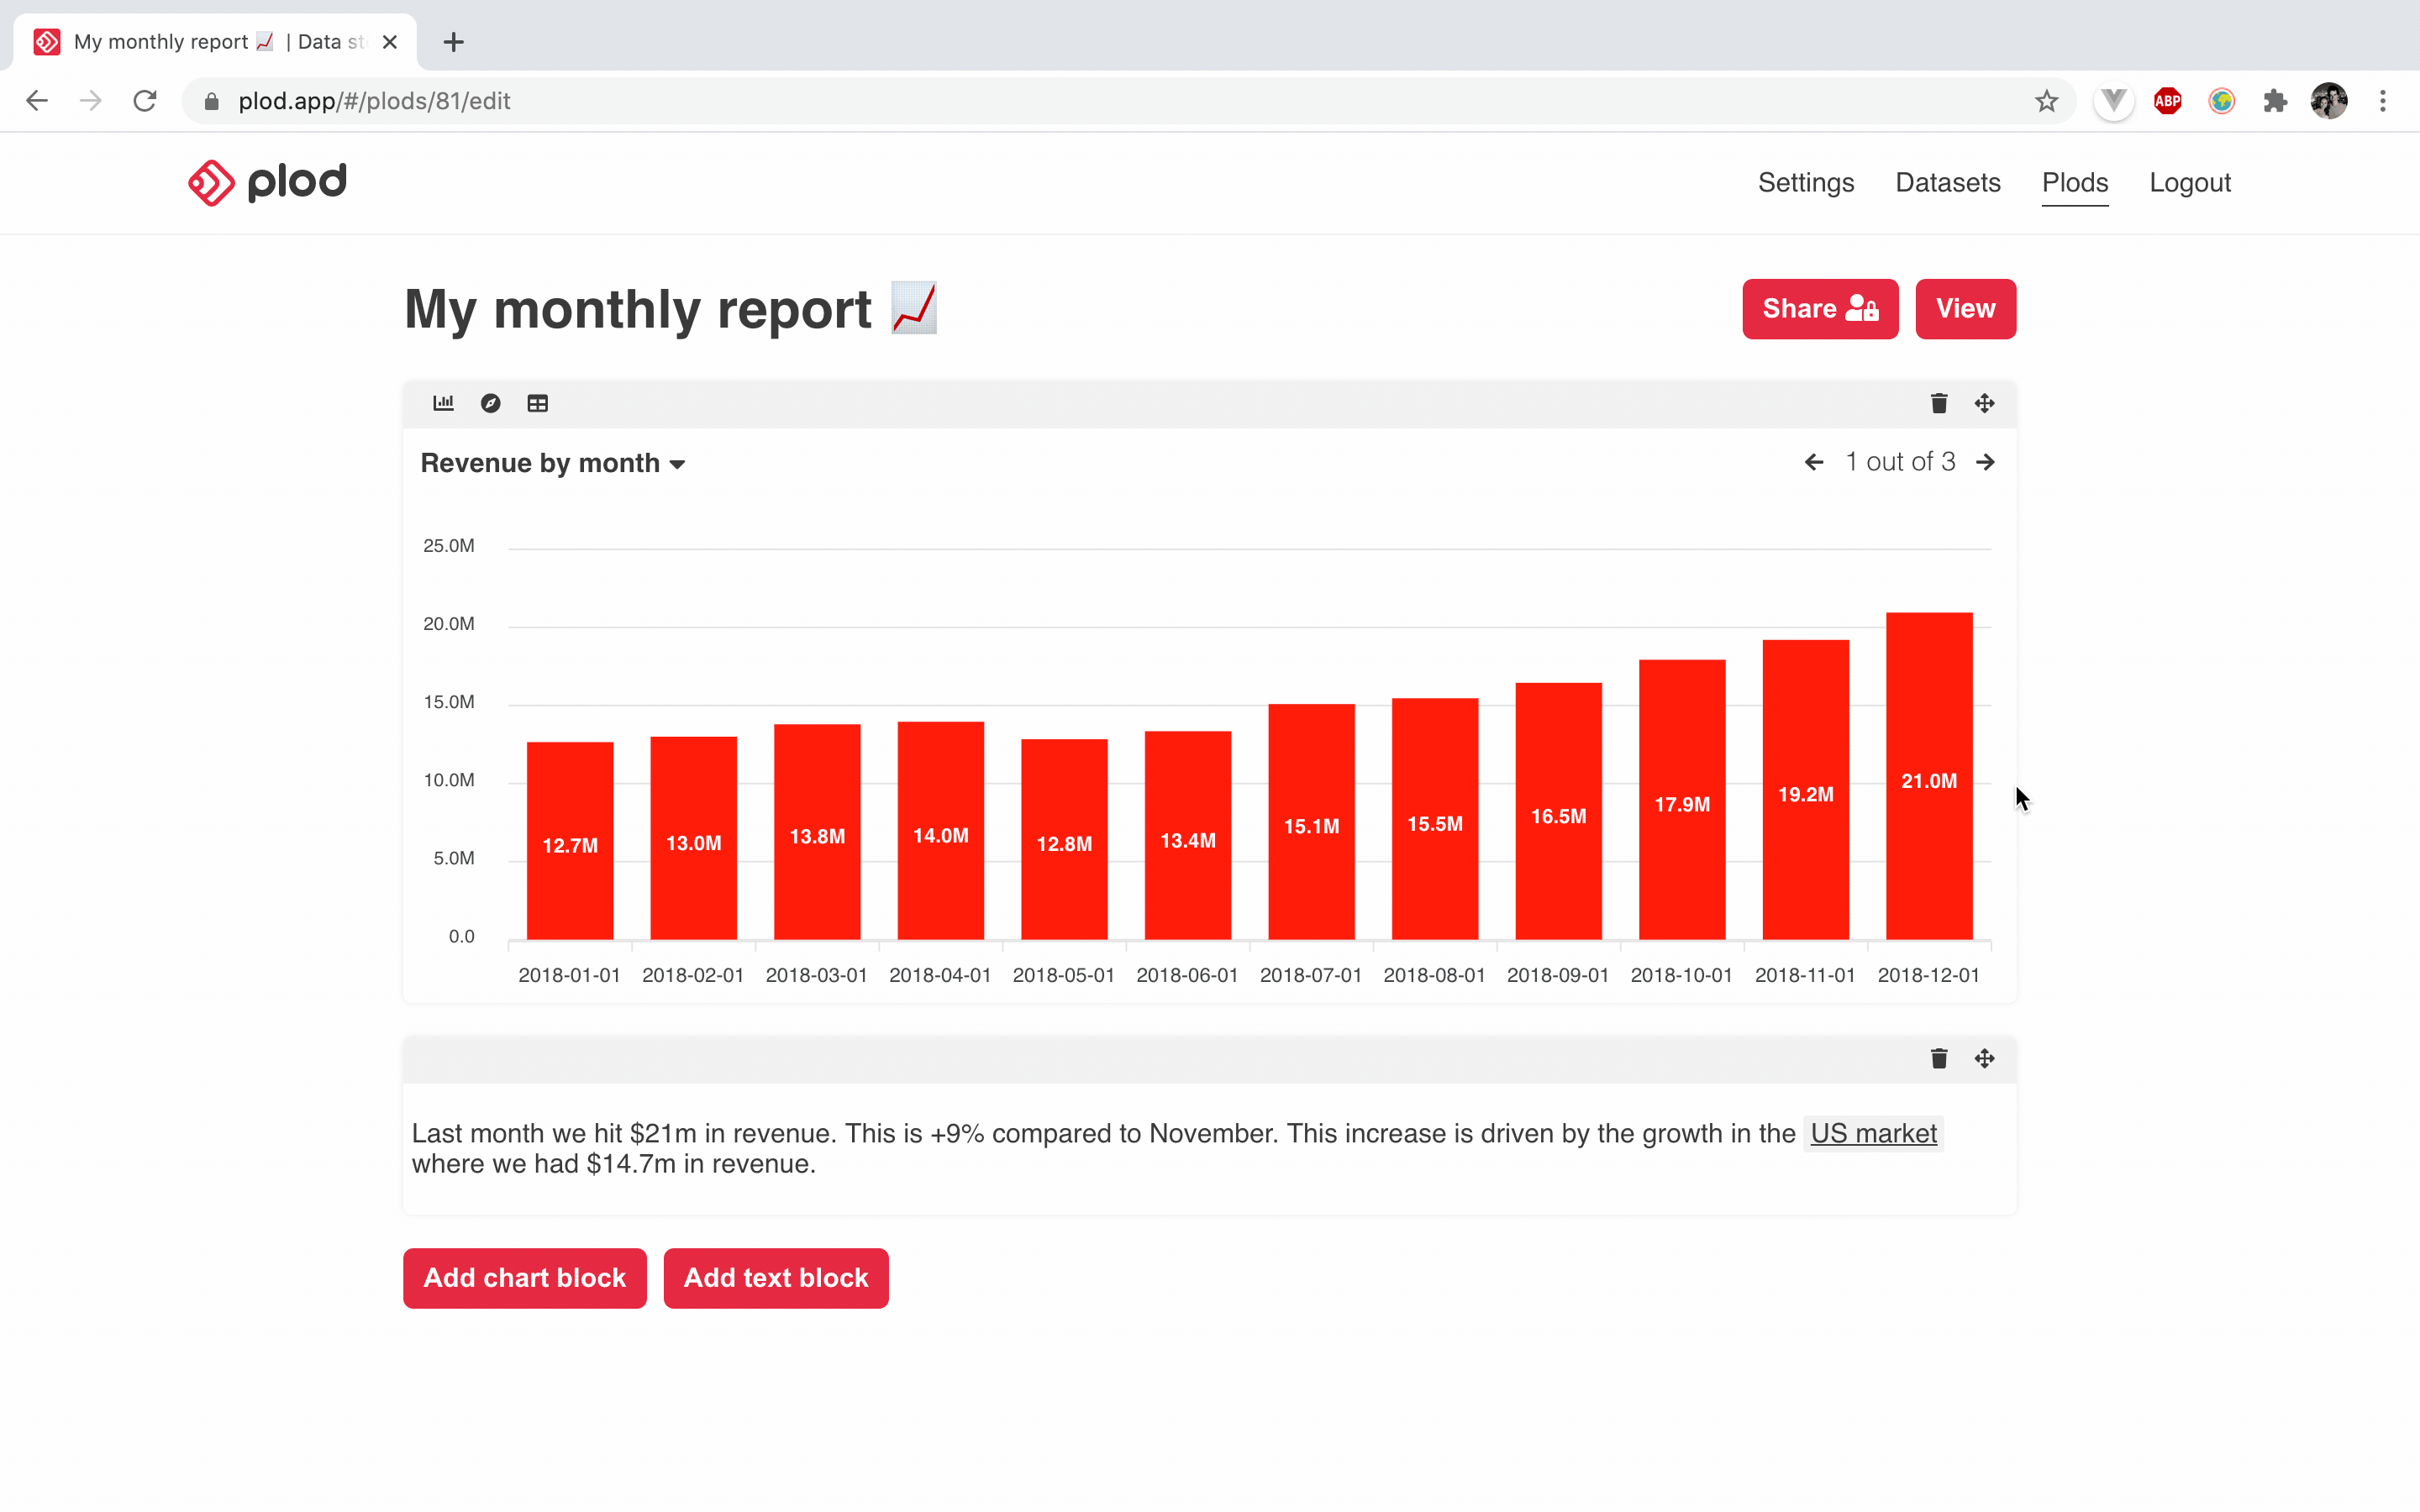 My monthly report 📈 | Data st
plod.app/#/plods/81/edit
ABP
plod
Settings Datasets Plods Logout
My monthly report 📈
Share View
Revenue by month
1 out of 3
25.0M
20.0M
15.0M
10.0M
5.0M
0.0
12.7M 13.0M 13.8M 14.0M 12.8M 13.4M 15.1M 15.5M 16.5M 17.9M 19.2M 21.0M
2018-01-01 2018-02-01 2018-03-01 2018-04-01 2018-05-01 2018-06-01 2018-07-01 2018-08-01 2018-09-01 2018-10-01 2018-11-01 2018-12-01
Last month we hit $21m in revenue. This is +9% compared to November. This increase is driven by the growth in the US market
where we had $14.7m in revenue.
Add chart block Add text block